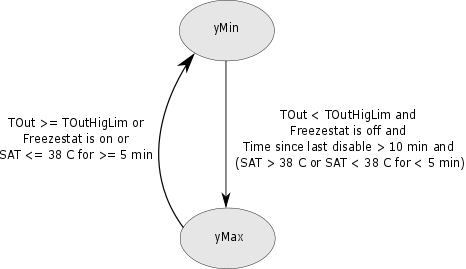 yMin
TOut >= TOutHigLim or
Freezestat is on or
SAT <= 38 C for >= 5 min
TOut < TOutHigLim and
Freezestat is off and
Time since last disable > 10 min and
(SAT > 38 C or SAT < 38 C for < 5 min)
yMax